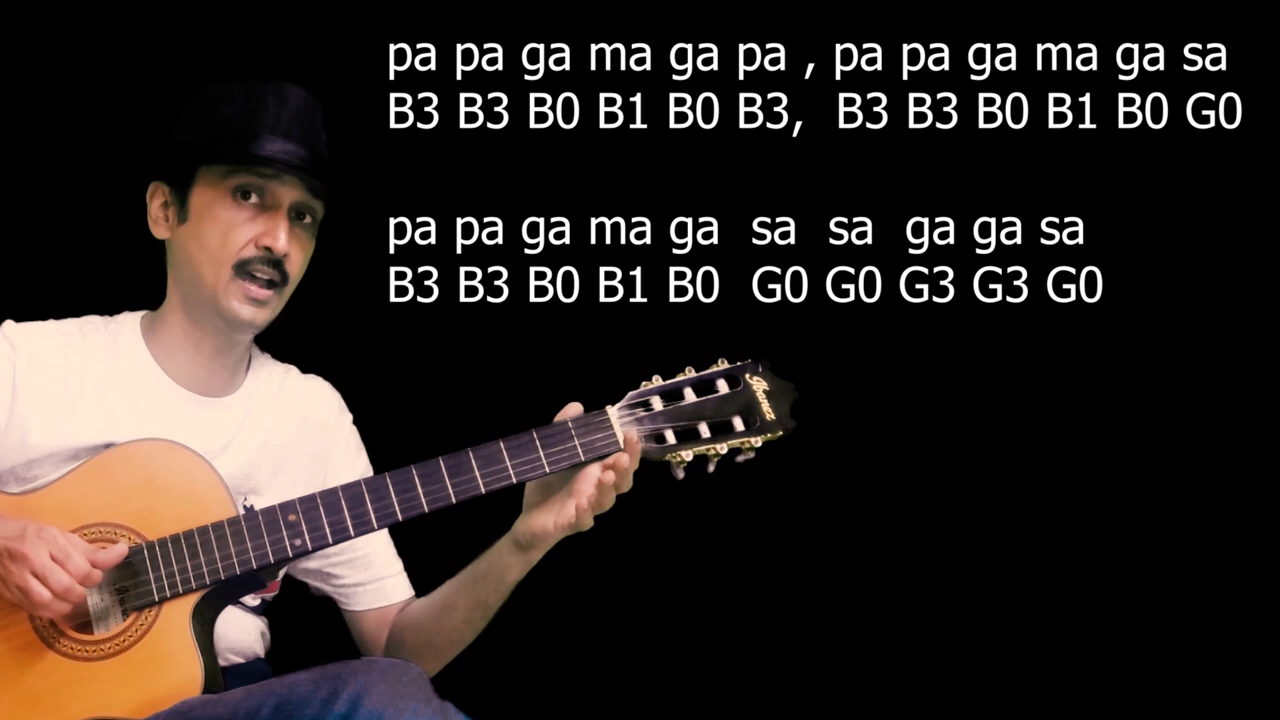 pa pa ga ma ga pa , pa pa ga ma ga sa
B3 B3 B0 B1 B0 B3,  B3 B3 B0 B1 B0 G0
pa pa ga ma ga  sa  sa  ga ga sa
B3 B3 B0 B1 B0  G0 G0 G3 G3 G0
Ibanez